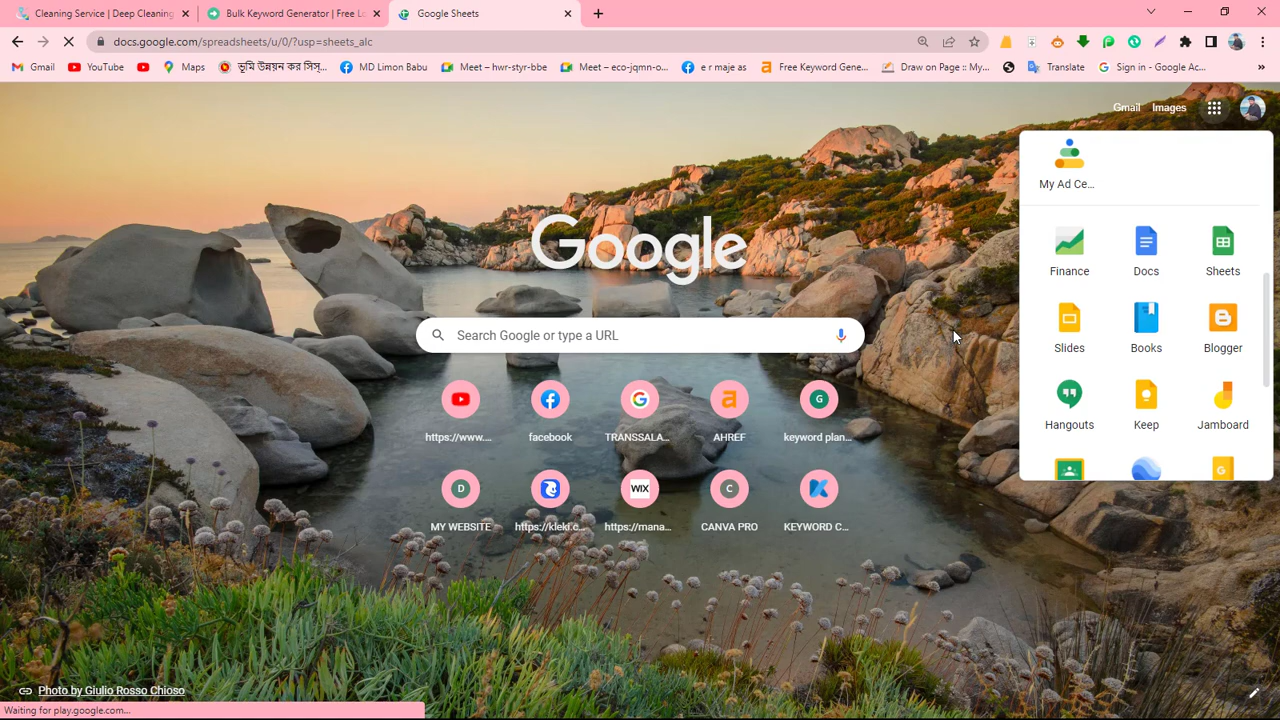 Cleaning Service | Deep Cleaning
Bulk Keyword Generator | Free Lo
Google Sheets
docs.google.com/spreadsheets/u/0/?usp=sheets_alc
Gmail
YouTube
Maps
ভূমি উন্নয়ন কর সিস্...
MD Limon Babu
Meet – hwr-styr-bbe
Meet – eco-jqmn-o...
e r maje as
Free Keyword Gene...
Draw on Page :: My...
Translate
Sign in - Google Ac...
»
Gmail Images
My Ad Ce...
Finance Docs Sheets
Slides Books Blogger
Hangouts Keep Jamboard
Google
Search Google or type a URL
https://www....
facebook
TRANSSALA...
AHREF
G
keyword plan...
D
MY WEBSITE
https://kleki.c...
WIX
https://mana...
C
CANVA PRO
KEYWORD C...
Photo by Giulio Rosso Chioso
Waiting for play.google.com...